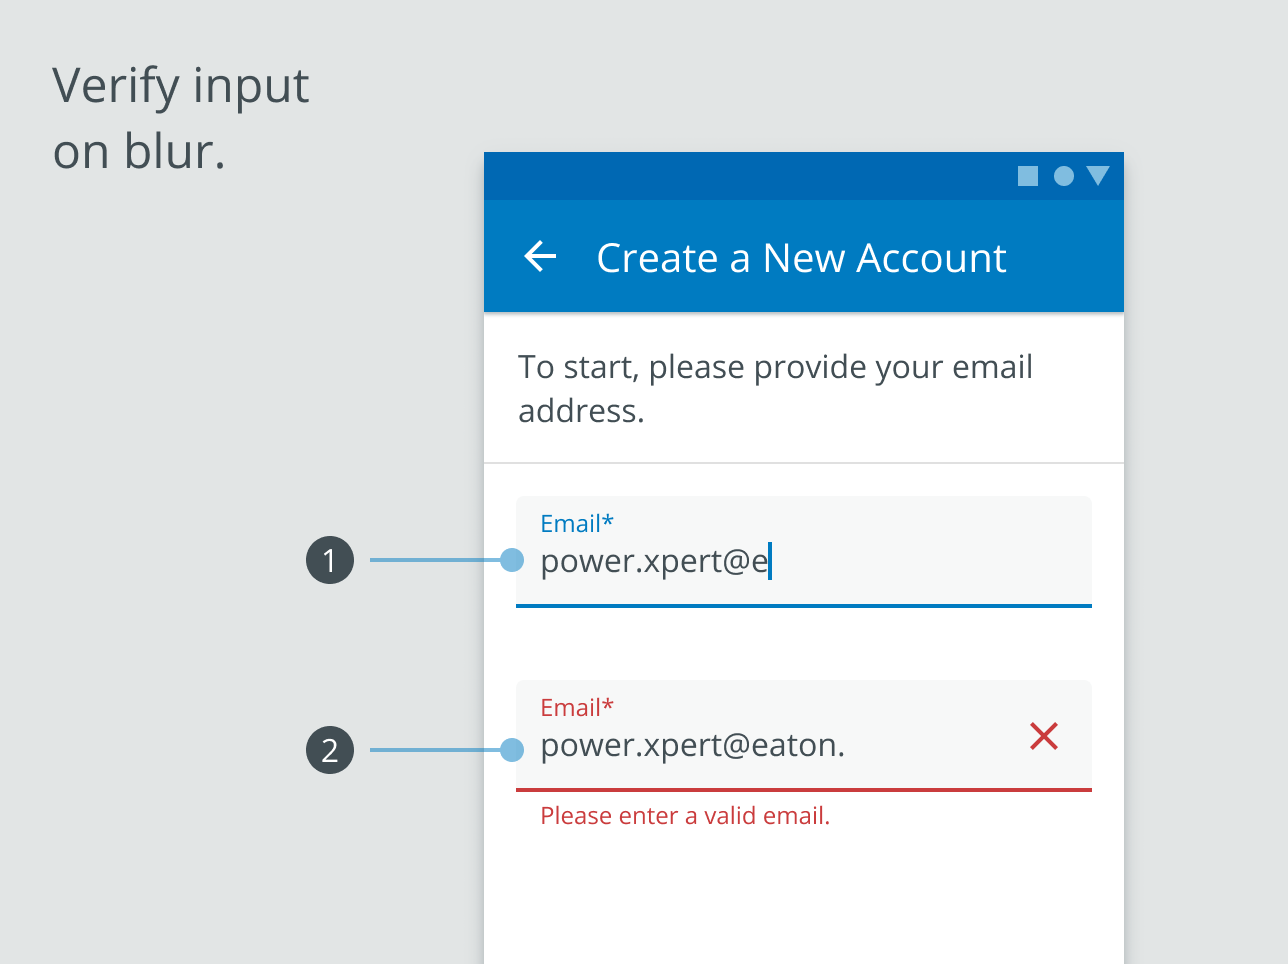 Verify input
on blur.
Create a New Account
To start, please provide your email
address.
Email*
1
power.xpert@e
Email*
2
power.xpert@eaton.
Please enter a valid email.